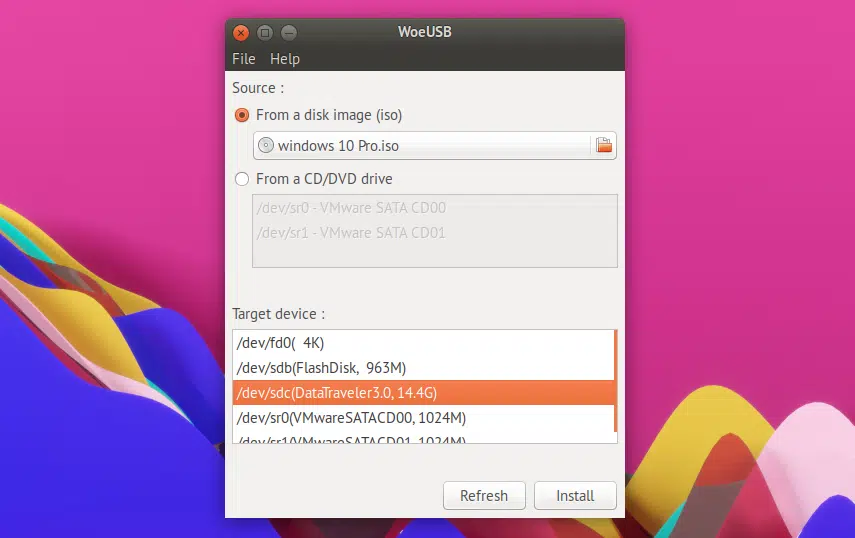 WoeUSB
File Help
Source :
From a disk image (iso)
windows 10 Pro.iso
From a CD/DVD drive
/dev/sr0 - VMware SATA CD00
/dev/sr1 - VMware SATA CD01
Target device :
/dev/fd0( 4K)
/dev/sdb(FlashDisk, 963M)
/dev/sdc(DataTraveler3.0, 14.4G)
/dev/sr0(VMwareSATACD00, 1024M)
/dev/sr1(VMwareSATACD01, 1024M)
Refresh Install